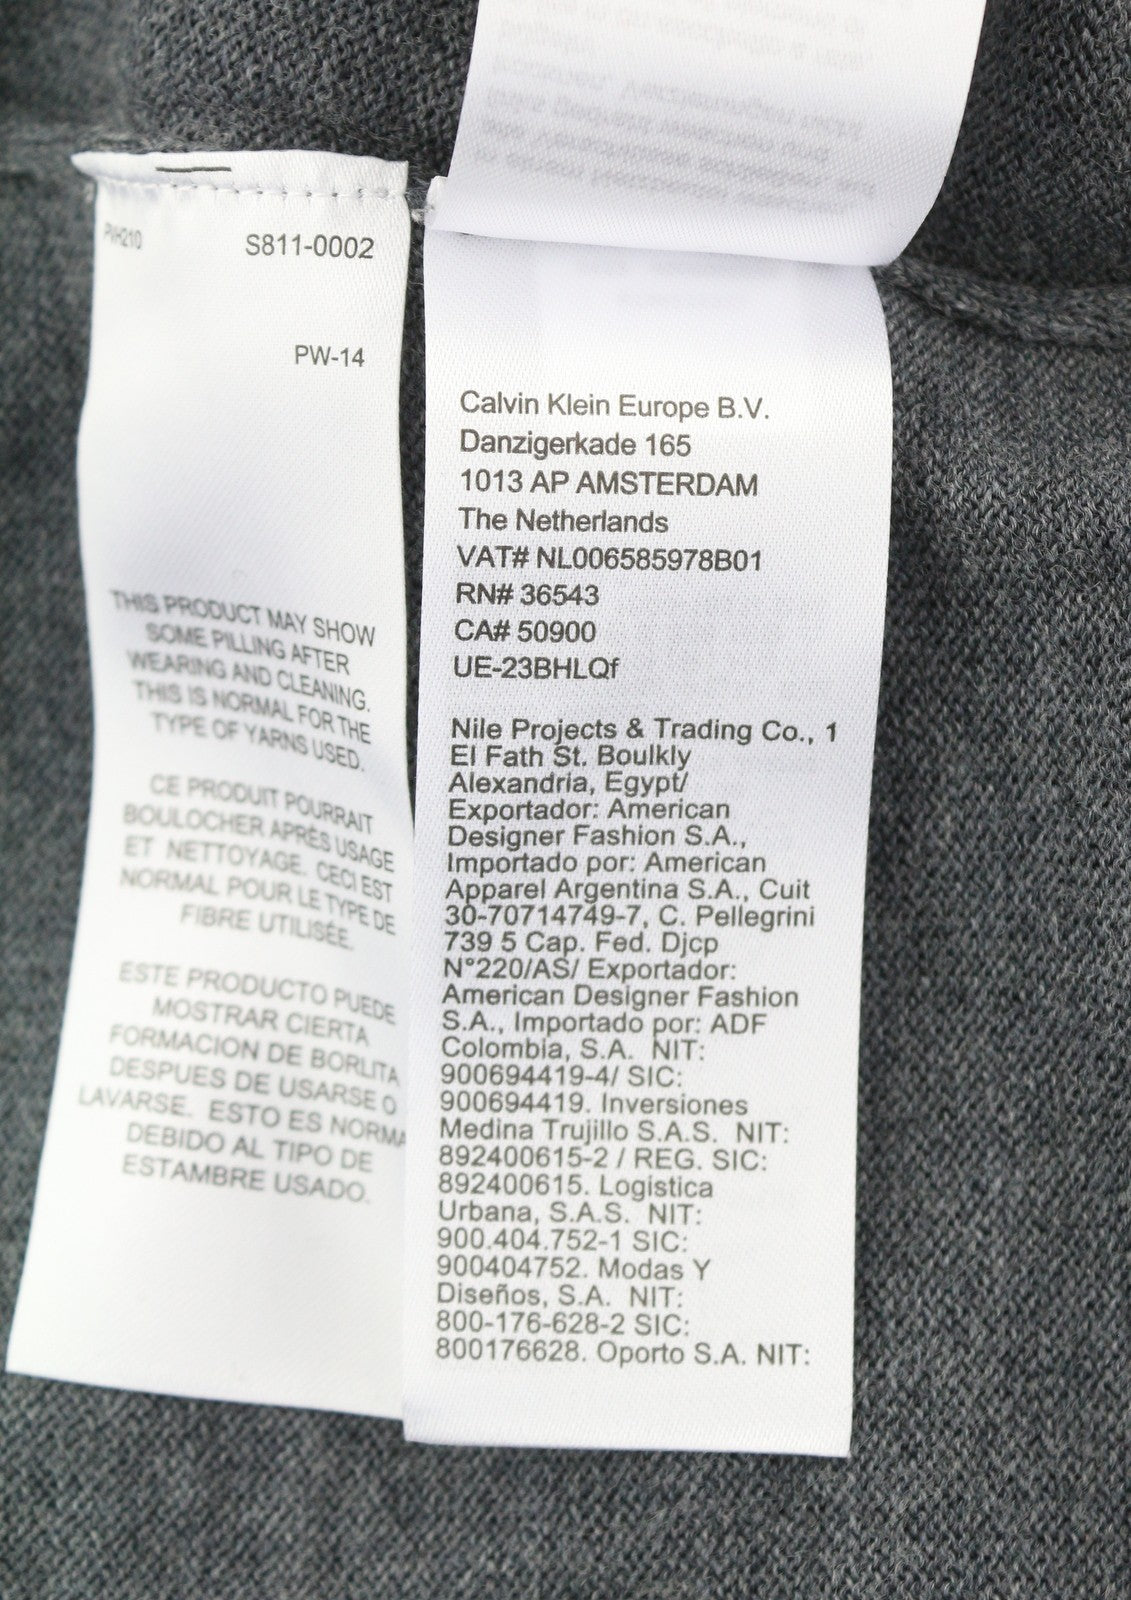 PVH210
S811-0002
PW-14
THIS PRODUCT MAY SHOW
SOME PILLING AFTER
WEARING AND CLEANING.
THIS IS NORMAL FOR THE
TYPE OF YARNS USED.
CE PRODUIT POURRAIT
BOULOCHER APRÈS USAGE
ET NETTOYAGE. CECI EST
NORMAL POUR LE TYPE DE
FIBRE UTILISÉE.
ESTE PRODUCTO PUEDE
MOSTRAR CIERTA
FORMACION DE BORLITA
DESPUES DE USARSE O
LAVARSE. ESTO ES NORMA
DEBIDO AL TIPO DE
ESTAMBRE USADO.
Calvin Klein Europe B.V.
Danzigerkade 165
1013 AP AMSTERDAM
The Netherlands
VAT# NL006585978B01
RN# 36543
CA# 50900
UE-23BHLQf
Nile Projects & Trading Co., 1
El Fath St. Boulkly
Alexandria, Egypt/
Exportador: American
Designer Fashion S.A.,
Importado por: American
Apparel Argentina S.A., Cuit
30-70714749-7, C. Pellegrini
739 5 Cap. Fed. Djcp
N°220/AS/ Exportador:
American Designer Fashion
S.A., Importado por: ADF
Colombia, S.A. NIT:
900694419-4/ SIC:
900694419. Inversiones
Medina Trujillo S.A.S. NIT:
892400615-2 / REG. SIC:
892400615. Logistica
Urbana, S.A.S. NIT:
900.404.752-1 SIC:
900404752. Modas Y
Diseños, S.A. NIT:
800-176-628-2 SIC:
800176628. Oporto S.A. NIT: